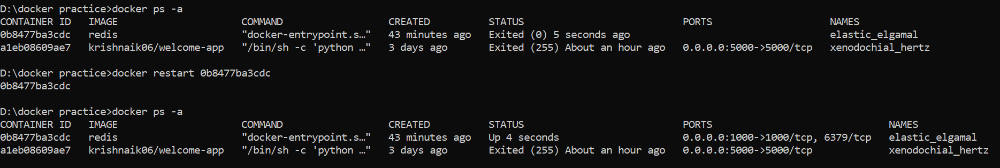 D:\docker practice>docker ps -a
CONTAINER ID   IMAGE                     COMMAND                  CREATED          STATUS                           PORTS                    NAMES
0b8477ba3cdc   redis                     "docker-entrypoint.s…"   43 minutes ago   Exited (0) 5 seconds ago                                  elastic_elgamal
a1eb08609ae7   krishnaik06/welcome-app   "/bin/sh -c 'python …"   3 days ago       Exited (255) About an hour ago   0.0.0.0:5000->5000/tcp   xenodochial_hertz
D:\docker practice>docker restart 0b8477ba3cdc
0b8477ba3cdc
D:\docker practice>docker ps -a
CONTAINER ID   IMAGE                     COMMAND                  CREATED          STATUS                           PORTS                              NAMES
0b8477ba3cdc   redis                     "docker-entrypoint.s…"   43 minutes ago   Up 4 seconds                     0.0.0.0:1000->1000/tcp, 6379/tcp   elastic_elgamal
a1eb08609ae7   krishnaik06/welcome-app   "/bin/sh -c 'python …"   3 days ago       Exited (255) About an hour ago   0.0.0.0:5000->5000/tcp             xenodochial_hertz